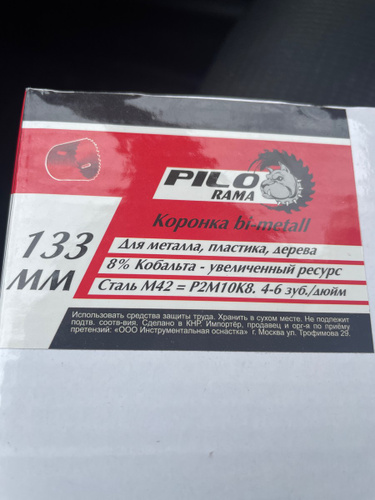 PILO
RAMA
Коронка bi-metall
133
мм
Для металла, пластика, дерева
8% Кобальта - увеличенный ресурс
Сталь М42 = Р2М10К8. 4-6 зуб./дюйм
Использовать средства защиты труда. Хранить в сухом месте. Не подлежит
подтв. соотв-вия. Сделано в КНР. Импортёр, продавец и орг-я по приёму
претензий: «ООО Инструментальная оснастка» г. Москва ул. Трофимова 29.